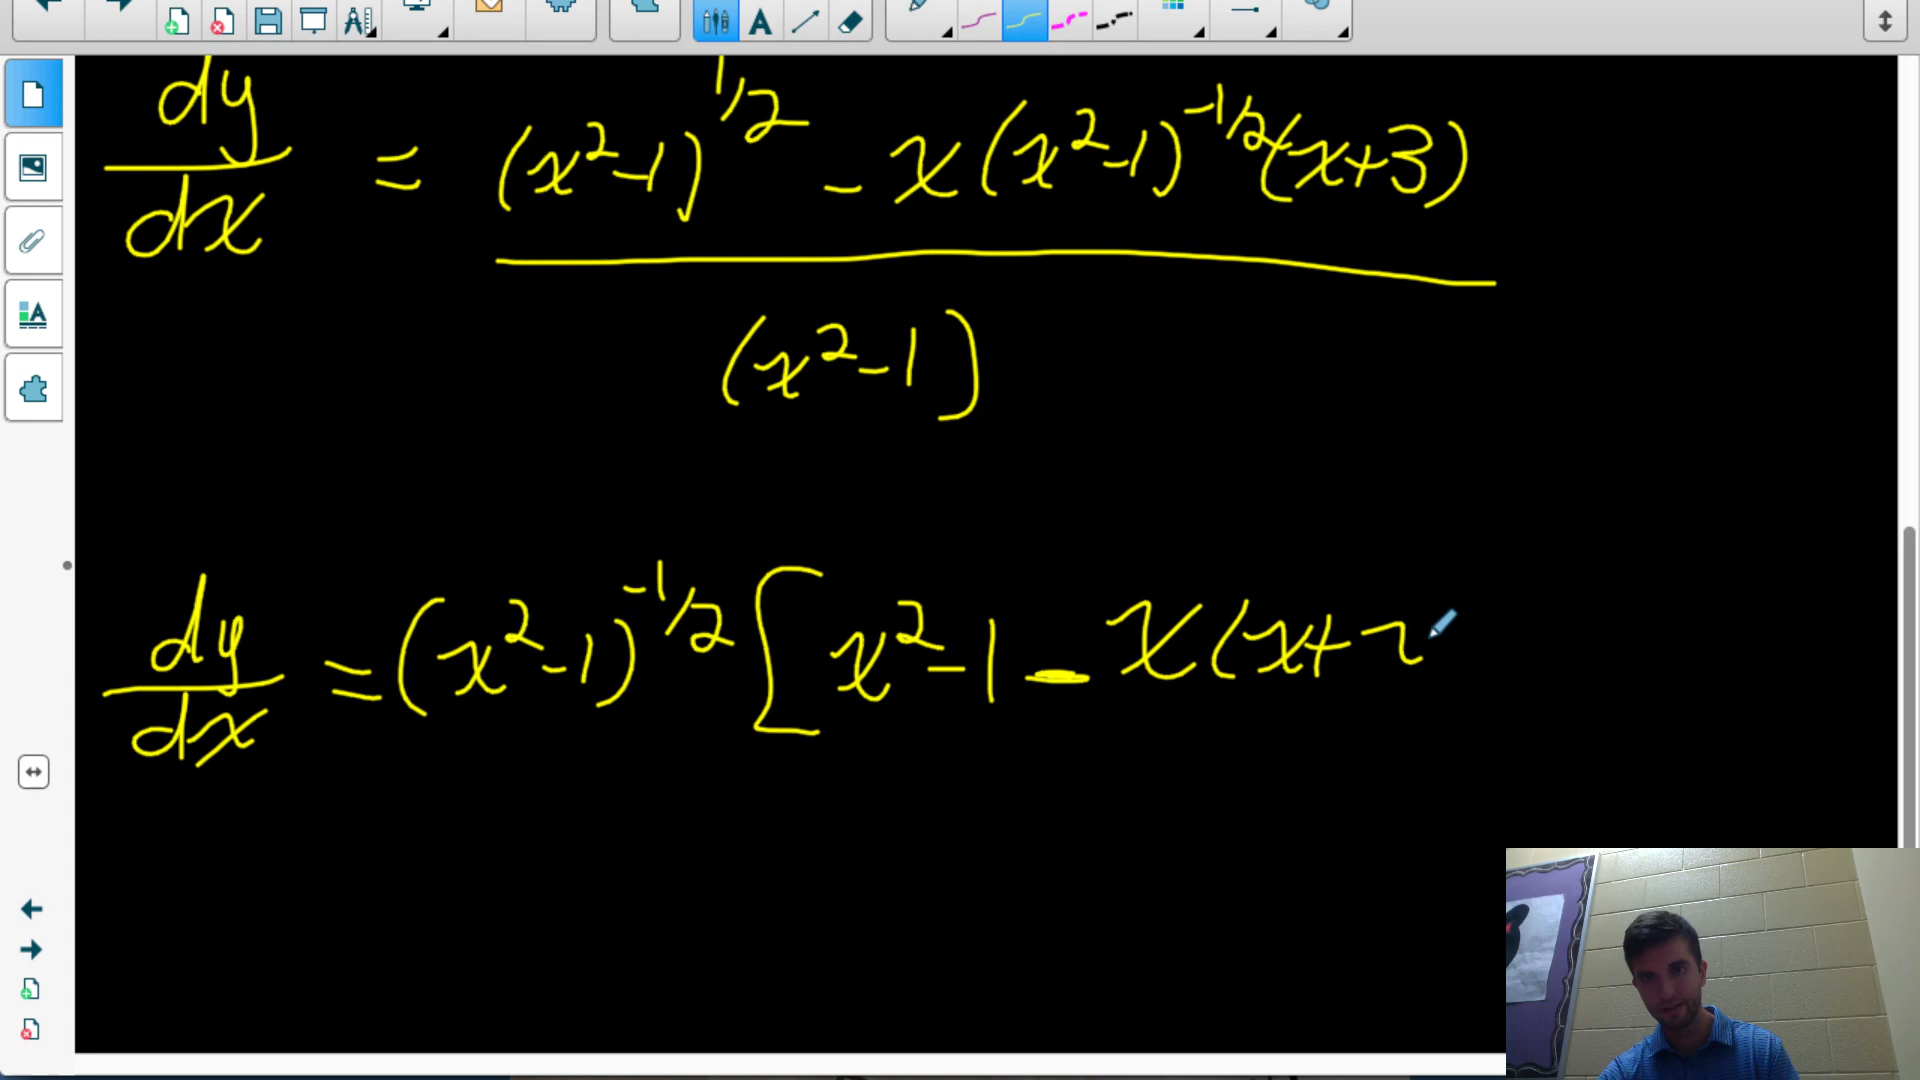 dy/dx = (x²-1)^1/2 - x(x²-1)^-1/2(x+3)
(x²-1)
dy/dx = (x²-1)^-1/2 [x²-1 - x(x+
A
A